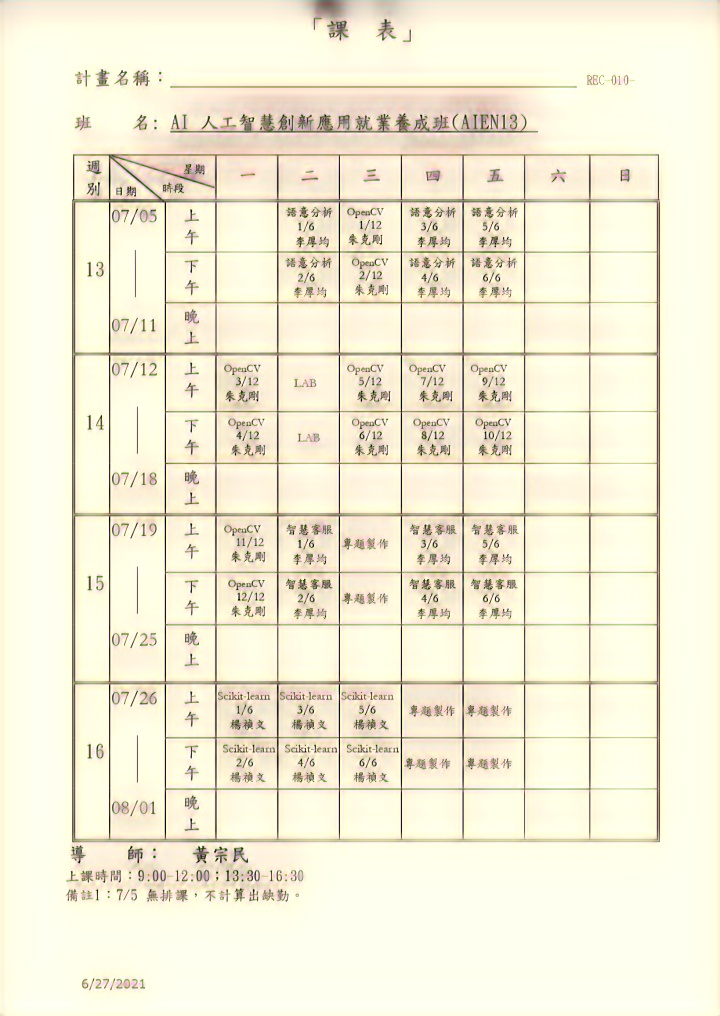 「課 表」
計畫名稱： REC-010-
班 名: AI 人工智慧創新應用就業養成班(AIEN13)
週別 日期 時段 星期 一 二 三 四 五 六 日
13
07/05
07/11
上午
語意分析 1/6 李厚均
OpenCV 1/12 朱克剛
語意分析 3/6 李厚均
語意分析 5/6 李厚均
下午
語意分析 2/6 李厚均
OpenCV 2/12 朱克剛
語意分析 4/6 李厚均
語意分析 6/6 李厚均
晚上
14
07/12
07/18
上午
OpenCV 3/12 朱克剛
LAB
OpenCV 5/12 朱克剛
OpenCV 7/12 朱克剛
OpenCV 9/12 朱克剛
下午
OpenCV 4/12 朱克剛
LAB
OpenCV 6/12 朱克剛
OpenCV 8/12 朱克剛
OpenCV 10/12 朱克剛
晚上
15
07/19
07/25
上午
OpenCV 11/12 朱克剛
智慧客服 1/6 李厚均
專題製作
智慧客服 3/6 李厚均
智慧客服 5/6 李厚均
下午
OpenCV 12/12 朱克剛
智慧客服 2/6 李厚均
專題製作
智慧客服 4/6 李厚均
智慧客服 6/6 李厚均
晚上
16
07/26
08/01
上午
Scikit-learn 1/6 楊禎文
Scikit-learn 3/6 楊禎文
Scikit-learn 5/6 楊禎文
專題製作
專題製作
下午
Scikit-learn 2/6 楊禎文
Scikit-learn 4/6 楊禎文
Scikit-learn 6/6 楊禎文
專題製作
專題製作
晚上
導 師： 黃宗民
上課時間：9:00-12:00；13:30-16:30
備註1：7/5 無排課，不計算出缺勤。
6/27/2021